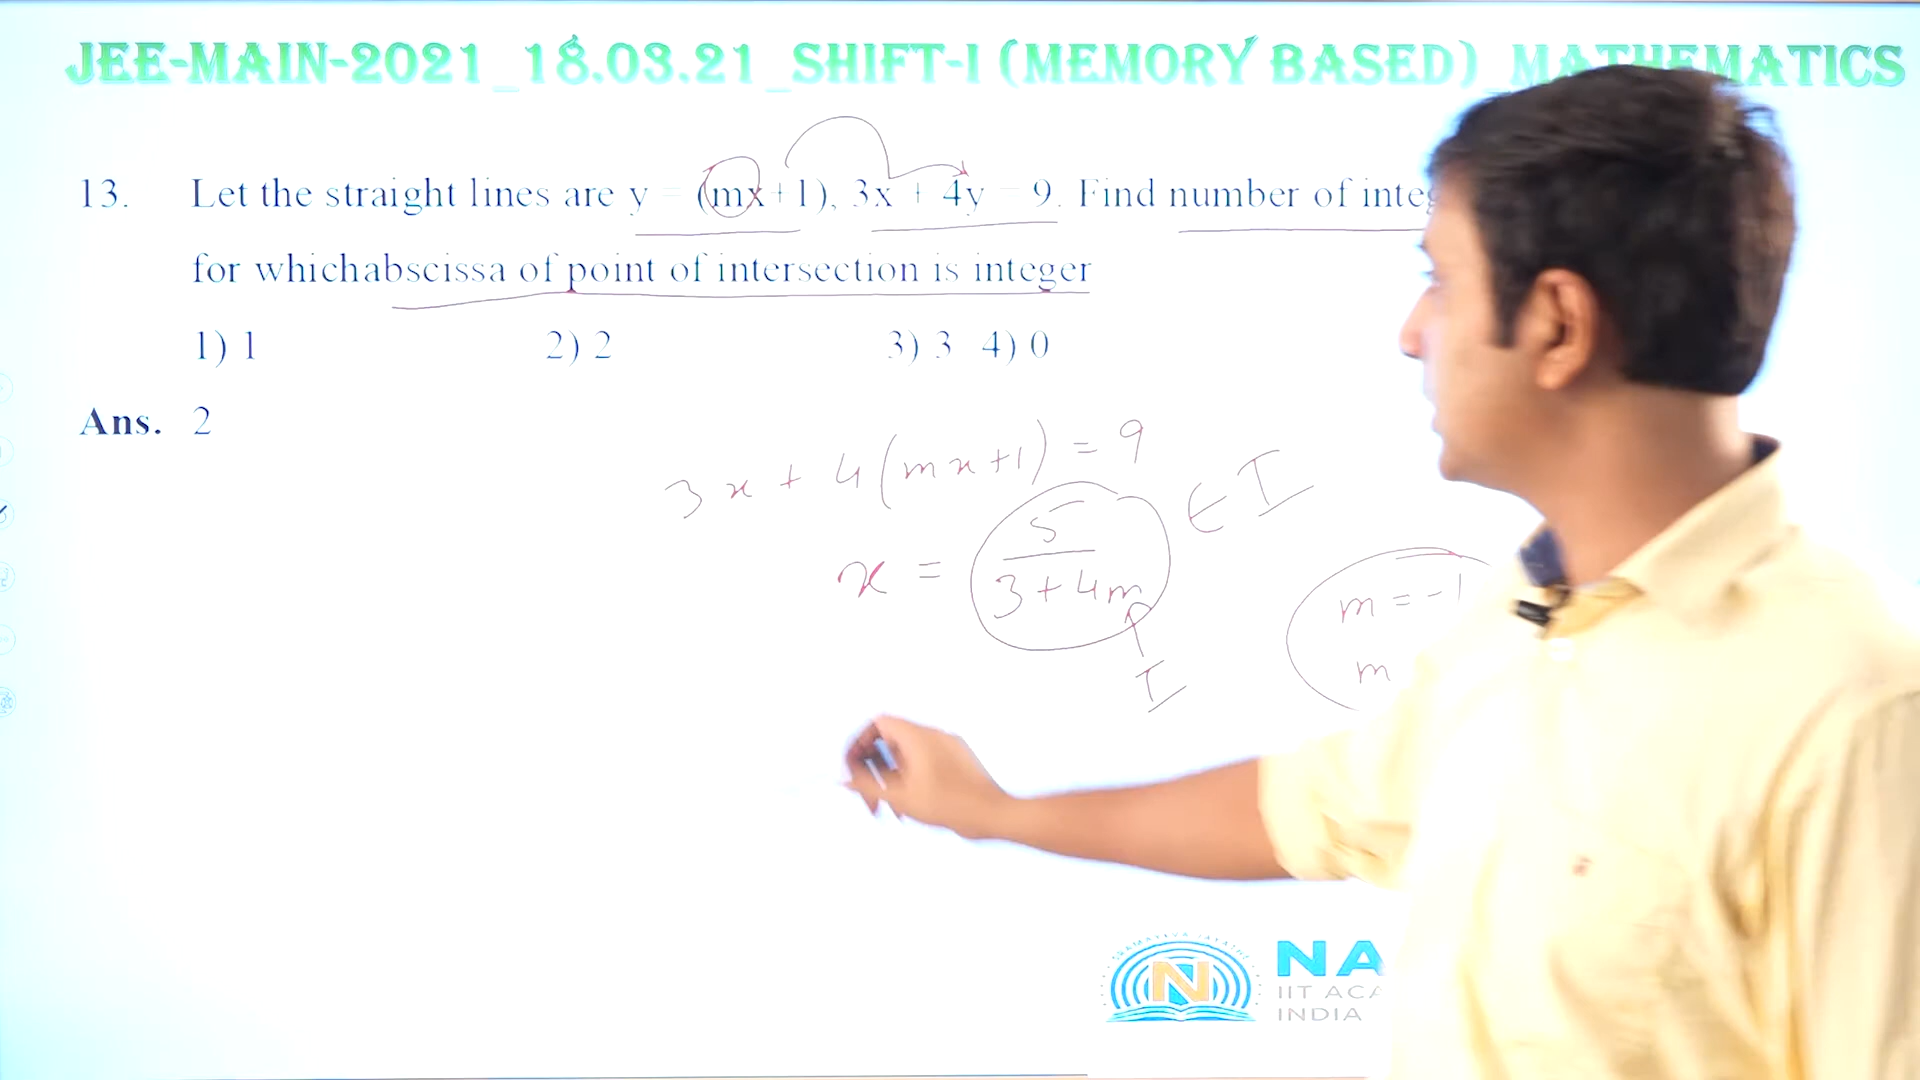 JEE-MAIN-2021_18.03.21_SHIFT-I (MEMORY BASED)_MATHEMATICS
13. Let the straight lines are y = (mx+1), 3x + 4y = 9. Find number of integ
for whichabscissa of point of intersection is integer
1) 1 2) 2 3) 3 4) 0
Ans. 2
3x + 4(mx+1) = 9
x = 5/(3+4m) ∈ I
I
m = -1
m
NA
IIT ACA
INDIA